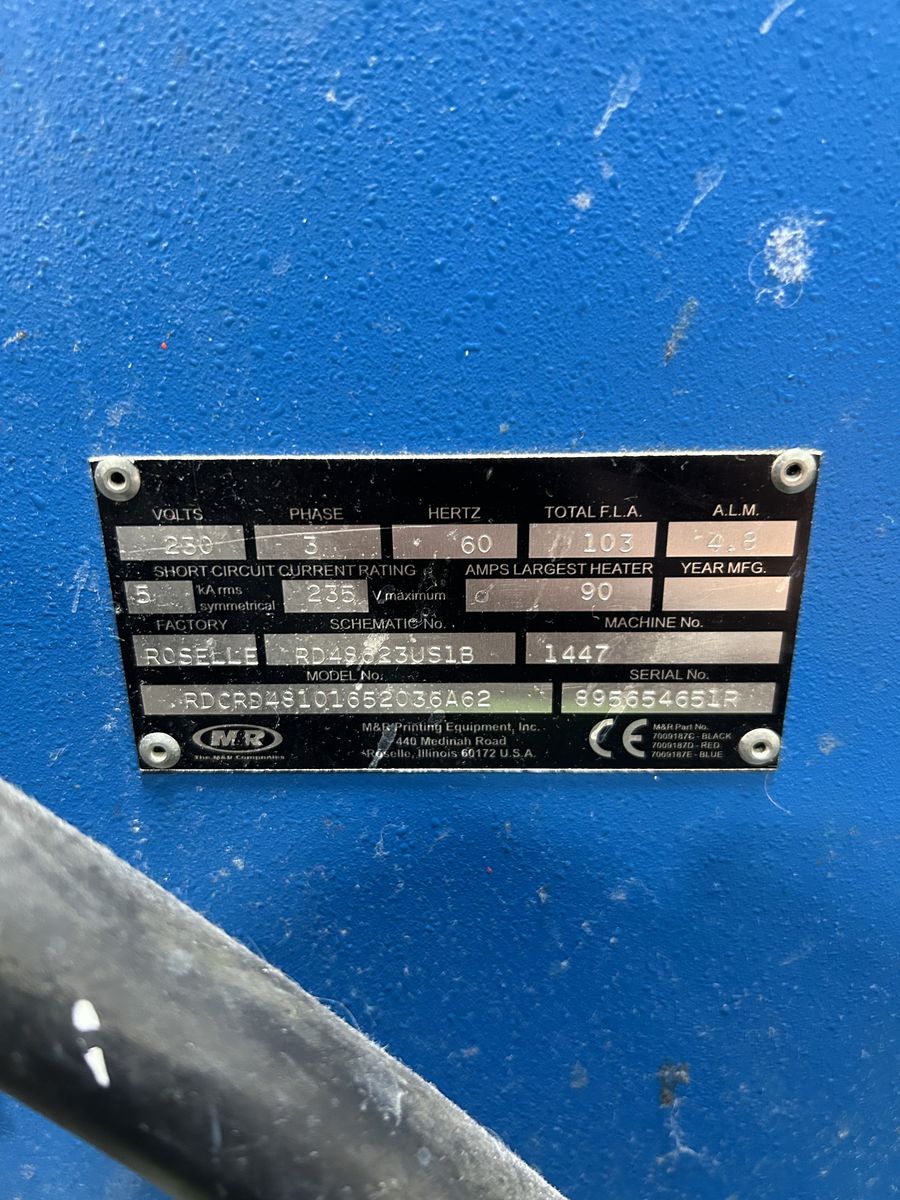 VOLTS PHASE HERTZ TOTAL F.L.A. A.L.M.
230 3 60 103 4.8
SHORT CIRCUIT CURRENT RATING AMPS LARGEST HEATER YEAR MFG.
5 kA rms symmetrical 235 V maximum 90
FACTORY SCHEMATIC No. MACHINE No.
ROSELLE RD48623US1B 1447
MODEL No. SERIAL No.
RDCRD48101652036A62 895654651R
M&R
The M&R Companies
M&R Printing Equipment, Inc.
440 Medinah Road
Roselle, Illinois 60172 U.S.A.
CE
M&R Part No.
7009187C - BLACK
7009187D - RED
7009187E - BLUE